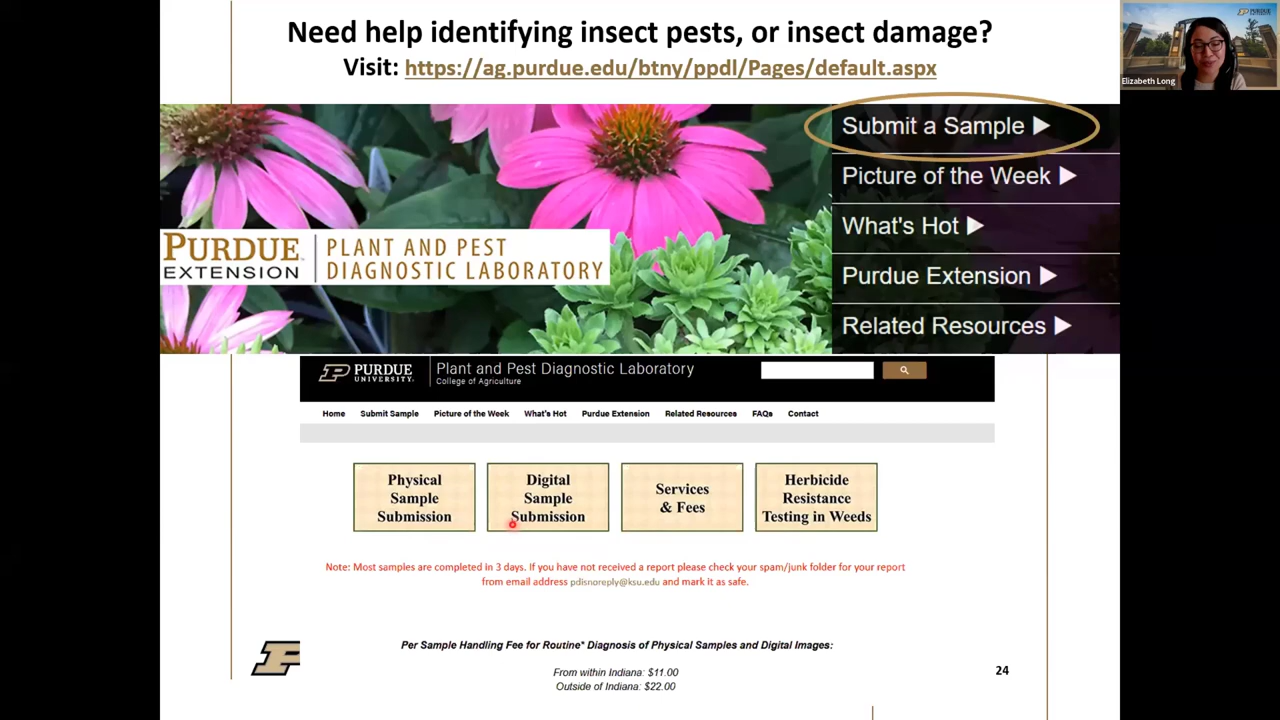 Need help identifying insect pests, or insect damage?
Visit: https://ag.purdue.edu/btny/ppdl/Pages/default.aspx
Elizabeth Long
Submit a Sample ▶
Picture of the Week ▶
What's Hot ▶
Purdue Extension ▶
Related Resources ▶
PURDUE EXTENSION
PLANT AND PEST
DIAGNOSTIC LABORATORY
PURDUE UNIVERSITY
Plant and Pest Diagnostic Laboratory
College of Agriculture
Home Submit Sample Picture of the Week What's Hot Purdue Extension Related Resources FAQs Contact
Physical
Sample
Submission
Digital
Sample
Submission
Services
& Fees
Herbicide
Resistance
Testing in Weeds
Note: Most samples are completed in 3 days. If you have not received a report please check your spam/junk folder for your report
from email address pdisnoreply@ksu.edu and mark it as safe.
Per Sample Handling Fee for Routine* Diagnosis of Physical Samples and Digital Images:
From within Indiana: $11.00
Outside of Indiana: $22.00
24